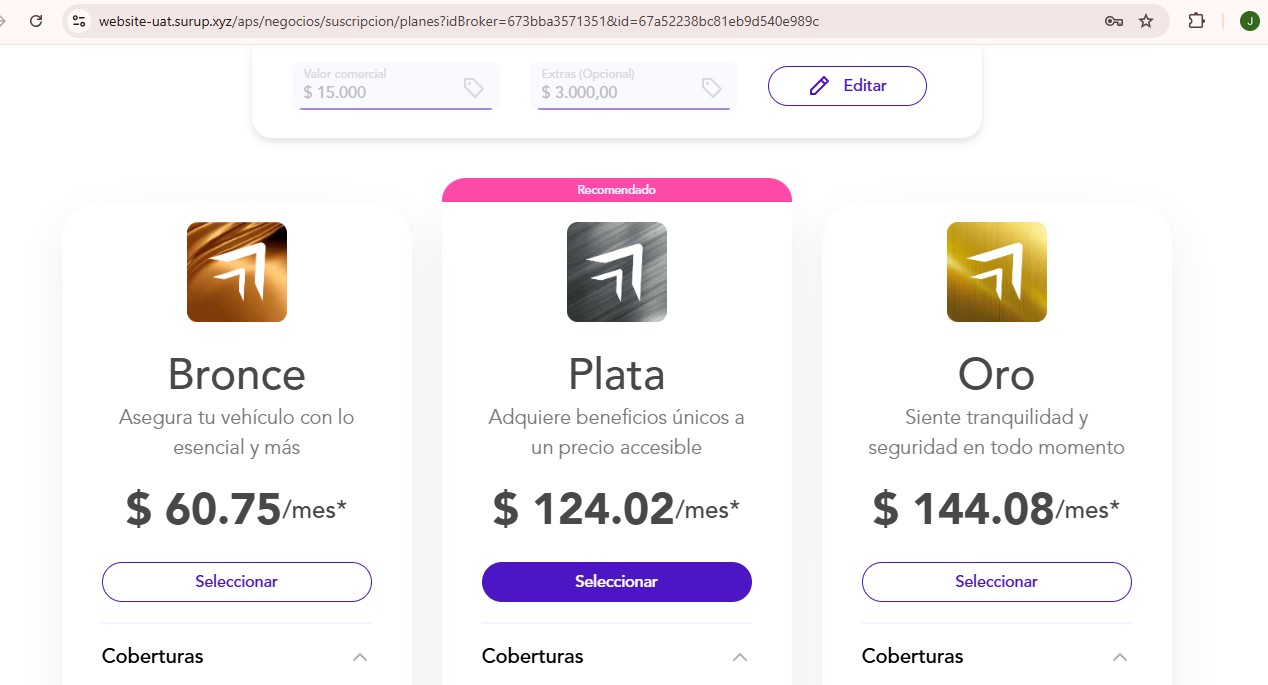 website-uat.surup.xyz/aps/negocios/suscripcion/planes?idBroker=673bba3571351&id=67a52238bc81eb9d540e989c
J
Valor comercial
$ 15.000
Extras (Opcional)
$ 3.000,00
Editar
Recomendado
Bronce
Asegura tu vehículo con lo
esencial y más
$ 60.75/mes*
Seleccionar
Coberturas
Plata
Adquiere beneficios únicos a
un precio accesible
$ 124.02/mes*
Seleccionar
Coberturas
Oro
Siente tranquilidad y
seguridad en todo momento
$ 144.08/mes*
Seleccionar
Coberturas